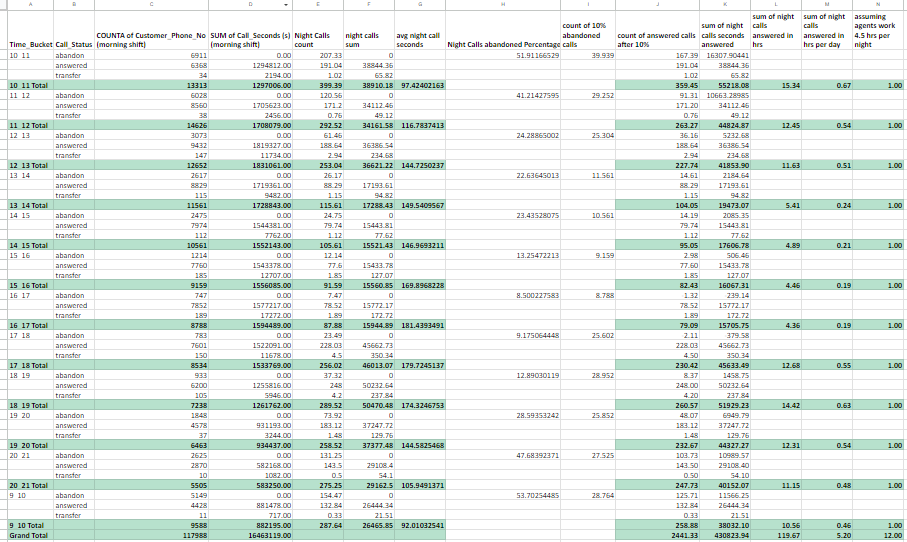 A B C D E F G H I J K L M N
Time_Bucket Call_Status COUNTA of Customer_Phone_No (morning shift) SUM of Call_Seconds (s) (morning shift) Night Calls count night calls sum avg night call seconds Night Calls abandoned Percentage count of 10% abandoned calls count of answered calls after 10% sum of night calls seconds answered sum of night calls answered in hrs sum of night calls answered in hrs per day assuming agents work 4.5 hrs per night
10 11 abandon 6911 0.00 207.33 0 51.91166529 39.939 167.39 16307.90441
answered 6368 1294812.00 191.04 38844.36 191.04 38844.36
transfer 34 2194.00 1.02 65.82 1.02 65.82
10 11 Total 13313 1297006.00 399.39 38910.18 97.42402163 359.45 55218.08 15.34 0.67 1.00
11 12 abandon 6028 0.00 120.56 0 41.21427595 29.252 91.31 10663.28985
answered 8560 1705623.00 171.2 34112.46 171.20 34112.46
transfer 38 2456.00 0.76 49.12 0.76 49.12
11 12 Total 14626 1708079.00 292.52 34161.58 116.7837413 263.27 44824.87 12.45 0.54 1.00
12 13 abandon 3073 0.00 61.46 0 24.28865002 25.304 36.16 5232.68
answered 9432 1819327.00 188.64 36386.54 188.64 36386.54
transfer 147 11734.00 2.94 234.68 2.94 234.68
12 13 Total 12652 1831061.00 253.04 36621.22 144.7250237 227.74 41853.90 11.63 0.51 1.00
13 14 abandon 2617 0.00 26.17 0 22.63645013 11.561 14.61 2184.64
answered 8829 1719361.00 88.29 17193.61 88.29 17193.61
transfer 115 9482.00 1.15 94.82 1.15 94.82
13 14 Total 11561 1728843.00 115.61 17288.43 149.5409567 104.05 19473.07 5.41 0.24 1.00
14 15 abandon 2475 0.00 24.75 0 23.43528075 10.561 14.19 2085.35
answered 7974 1544381.00 79.74 15443.81 79.74 15443.81
transfer 112 7762.00 1.12 77.62 1.12 77.62
14 15 Total 10561 1552143.00 105.61 15521.43 146.9693211 95.05 17606.78 4.89 0.21 1.00
15 16 abandon 1214 0.00 12.14 0 13.25472213 9.159 2.98 506.46
answered 7760 1543378.00 77.6 15433.78 77.60 15433.78
transfer 185 12707.00 1.85 127.07 1.85 127.07
15 16 Total 9159 1556085.00 91.59 15560.85 169.8968228 82.43 16067.31 4.46 0.19 1.00
16 17 abandon 747 0.00 7.47 0 8.500227583 8.788 1.32 239.14
answered 7852 1577217.00 78.52 15772.17 78.52 15772.17
transfer 189 17272.00 1.89 172.72 1.89 172.72
16 17 Total 8788 1594489.00 87.88 15944.89 181.4393491 79.09 15705.75 4.36 0.19 1.00
17 18 abandon 783 0.00 23.49 0 9.175064448 25.602 2.11 379.58
answered 7601 1522091.00 228.03 45662.73 228.03 45662.73
transfer 150 11678.00 4.5 350.34 4.50 350.34
17 18 Total 8534 1533769.00 256.02 46013.07 179.7245137 230.42 45633.49 12.68 0.55 1.00
18 19 abandon 933 0.00 37.32 0 12.89030119 28.952 8.37 1458.75
answered 6200 1255816.00 248 50232.64 248.00 50232.64
transfer 105 5946.00 4.2 237.84 4.20 237.84
18 19 Total 7238 1261762.00 289.52 50470.48 174.3246753 260.57 51929.23 14.42 0.63 1.00
19 20 abandon 1848 0.00 73.92 0 28.59353242 25.852 48.07 6949.79
answered 4578 931193.00 183.12 37247.72 183.12 37247.72
transfer 37 3244.00 1.48 129.76 1.48 129.76
19 20 Total 6463 934437.00 258.52 37377.48 144.5825468 232.67 44327.27 12.31 0.54 1.00
20 21 abandon 2625 0.00 131.25 0 47.68392371 27.525 103.73 10989.57
answered 2870 582168.00 143.5 29108.4 143.50 29108.40
transfer 10 1082.00 0.5 54.1 0.50 54.10
20 21 Total 5505 583250.00 275.25 29162.5 105.9491371 247.73 40152.07 11.15 0.48 1.00
9 10 abandon 5149 0.00 154.47 0 53.70254485 28.764 125.71 11566.25
answered 4428 881478.00 132.84 26444.34 132.84 26444.34
transfer 11 717.00 0.33 21.51 0.33 21.51
9 10 Total 9588 882195.00 287.64 26465.85 92.01032541 258.88 38032.10 10.56 0.46 1.00
Grand Total 117988 16463119.00 2441.33 430823.94 119.67 5.20 12.00